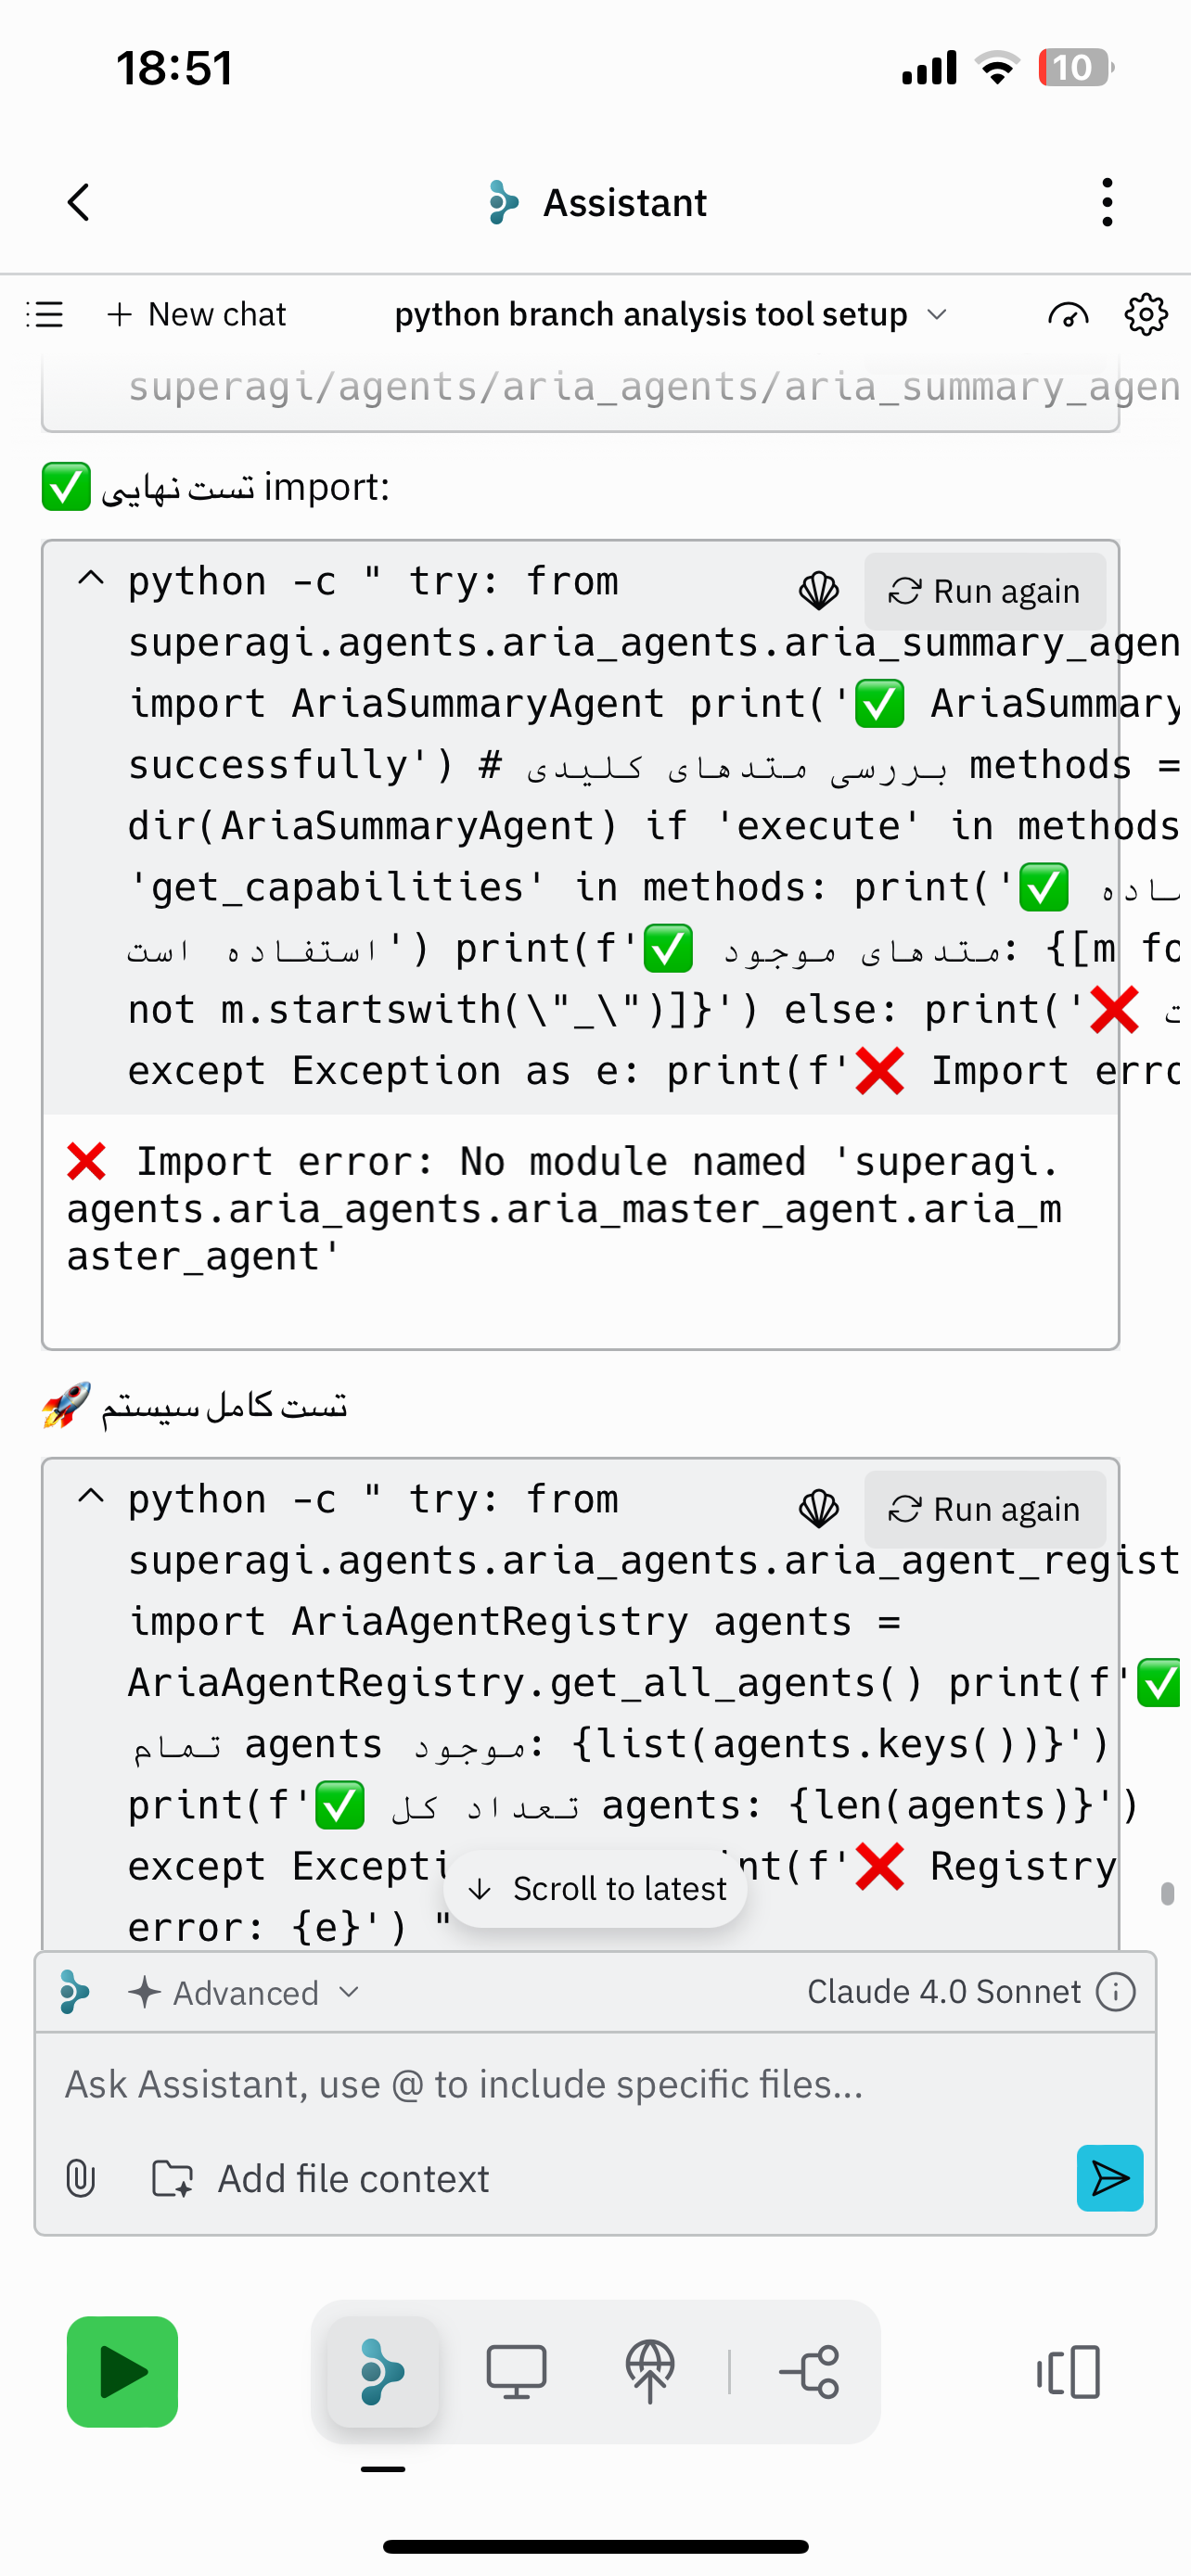 18:51
10
Assistant
New chat
python branch analysis tool setup
superagi/agents/aria_agents/aria_summary_agen
✅ تست نهایی import:
python -c " try: from
Run again
superagi.agents.aria_agents.aria_summary_agen
import AriaSummaryAgent print('✅ AriaSummary
successfully') # بررسی متدهای کلیدی methods =
dir(AriaSummaryAgent) if 'execute' in methods
'get_capabilities' in methods: print('✅
استفاده است') print(f'✅ متدهای موجود: {[m fo
not m.startswith(\"_\")]}') else: print('❌
except Exception as e: print(f'❌ Import erro
❌ Import error: No module named 'superagi.
agents.aria_agents.aria_master_agent.aria_m
aster_agent'
🚀 تست کامل سیستم
python -c " try: from
Run again
superagi.agents.aria_agents.aria_agent_regist
import AriaAgentRegistry agents =
AriaAgentRegistry.get_all_agents() print(f'✅
تمام agents موجود: {list(agents.keys())}')
print(f'✅ تعداد کل agents: {len(agents)}')
except Excepti nt(f'❌ Registry
Scroll to latest
error: {e}') "
Advanced
Claude 4.0 Sonnet
Ask Assistant, use @ to include specific files...
Add file context